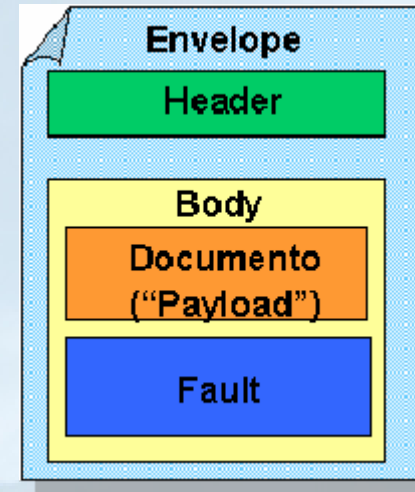 Envelope
Header
Body
Documento
(“Payload”)
Fault